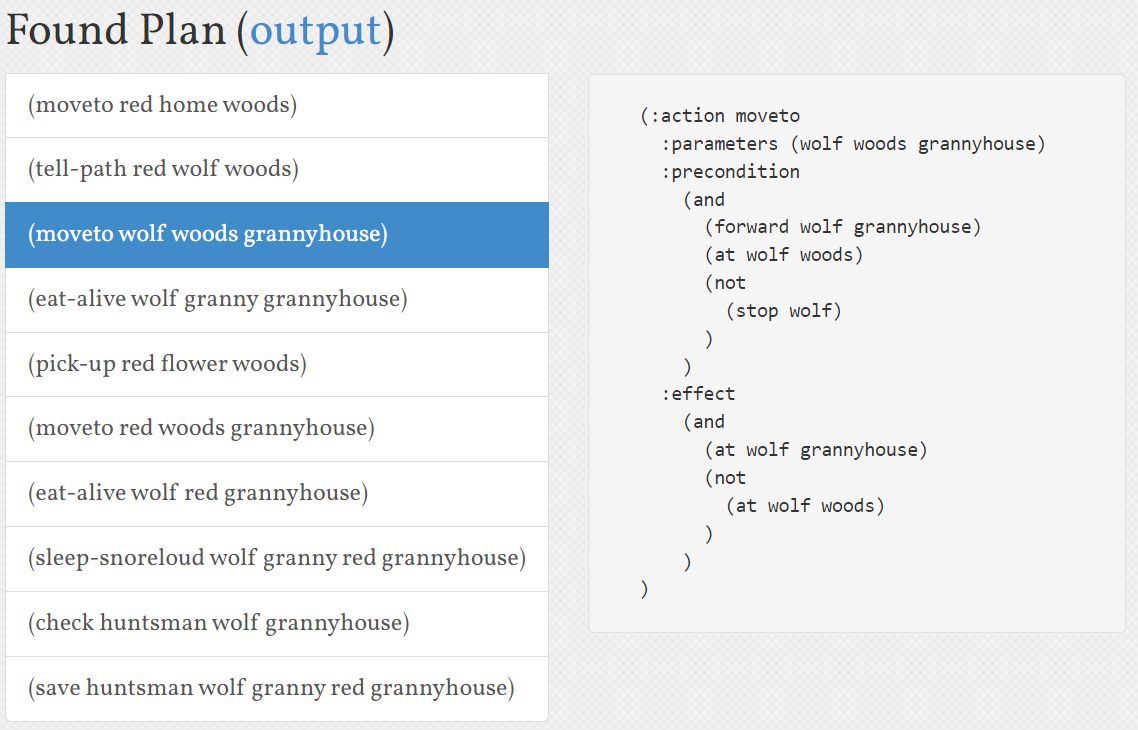 Found Plan (output)
(moveto red home woods)
(tell-path red wolf woods)
(moveto wolf woods grannyhouse)
(eat-alive wolf granny grannyhouse)
(pick-up red flower woods)
(moveto red woods grannyhouse)
(eat-alive wolf red grannyhouse)
(sleep-snoreloud wolf granny red grannyhouse)
(check huntsman wolf grannyhouse)
(save huntsman wolf granny red grannyhouse)
(:action moveto
  :parameters (wolf woods grannyhouse)
  :precondition
    (and
      (forward wolf grannyhouse)
      (at wolf woods)
      (not
        (stop wolf)
      )
    )
  :effect
    (and
      (at wolf grannyhouse)
      (not
        (at wolf woods)
      )
    )
)